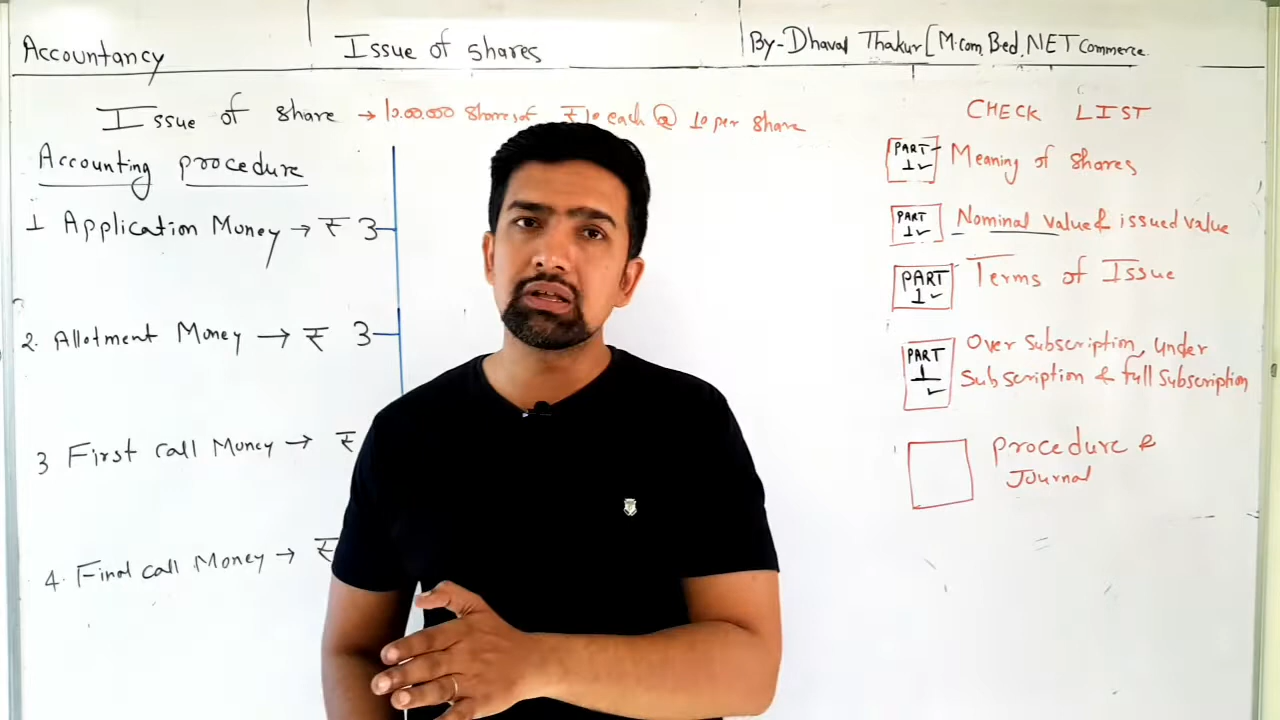 Accountancy
Issue of shares
By-Dhaval Thakur [M.com, Bed, NET Commerce.
Issue of share → 10.00.000 Shares of ₹10 each @ 10 per share
Accounting procedure
1 Application Money → ₹ 3
2. Allotment Money → ₹ 3
3 First call Money → ₹
4. Final call Money → ₹
CHECK LIST
PART 1 ✓ Meaning of shares
PART 1 ✓ Nominal value & issued value
PART 1 ✓ Terms of Issue
PART 1 ✓ Over Subscription, Under
Subscription & full Subscription
procedure &
Journal